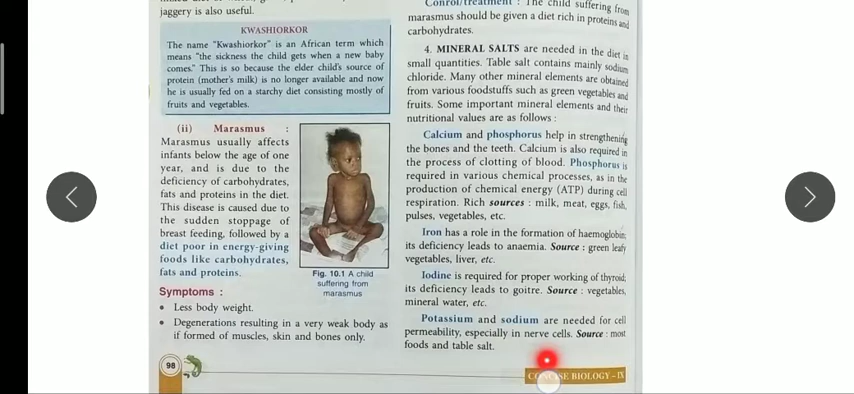 jaggery is also useful.
KWASHIORKOR
The name "Kwashiorkor" is an African term which
means "the sickness the child gets when a new baby
comes." This is so because the elder child's source of
protein (mother's milk) is no longer available and now
he is usually fed on a starchy diet consisting mostly of
fruits and vegetables.
(ii) Marasmus :
Marasmus usually affects
infants below the age of one
year, and is due to the
deficiency of carbohydrates,
fats and proteins in the diet.
This disease is caused due to
the sudden stoppage of
breast feeding, followed by a
diet poor in energy-giving
foods like carbohydrates,
fats and proteins.
Fig. 10.1 A child
suffering from
marasmus
Symptoms :
• Less body weight.
• Degenerations resulting in a very weak body as
if formed of muscles, skin and bones only.
98
Conrol/treatment : The child suffering from
marasmus should be given a diet rich in proteins and
carbohydrates.
4. MINERAL SALTS are needed in the diet in
small quantities. Table salt contains mainly sodium
chloride. Many other mineral elements are obtained
from various foodstuffs such as green vegetables and
fruits. Some important mineral elements and their
nutritional values are as follows :
Calcium and phosphorus help in strengthening
the bones and the teeth. Calcium is also required in
the process of clotting of blood. Phosphorus is
required in various chemical processes, as in the
production of chemical energy (ATP) during cell
respiration. Rich sources : milk, meat, eggs, fish,
pulses, vegetables, etc.
Iron has a role in the formation of haemoglobin;
its deficiency leads to anaemia. Source : green leafy
vegetables, liver, etc.
Iodine is required for proper working of thyroid;
its deficiency leads to goitre. Source : vegetables,
mineral water, etc.
Potassium and sodium are needed for cell
permeability, especially in nerve cells. Source : most
foods and table salt.
CONCISE BIOLOGY – IX